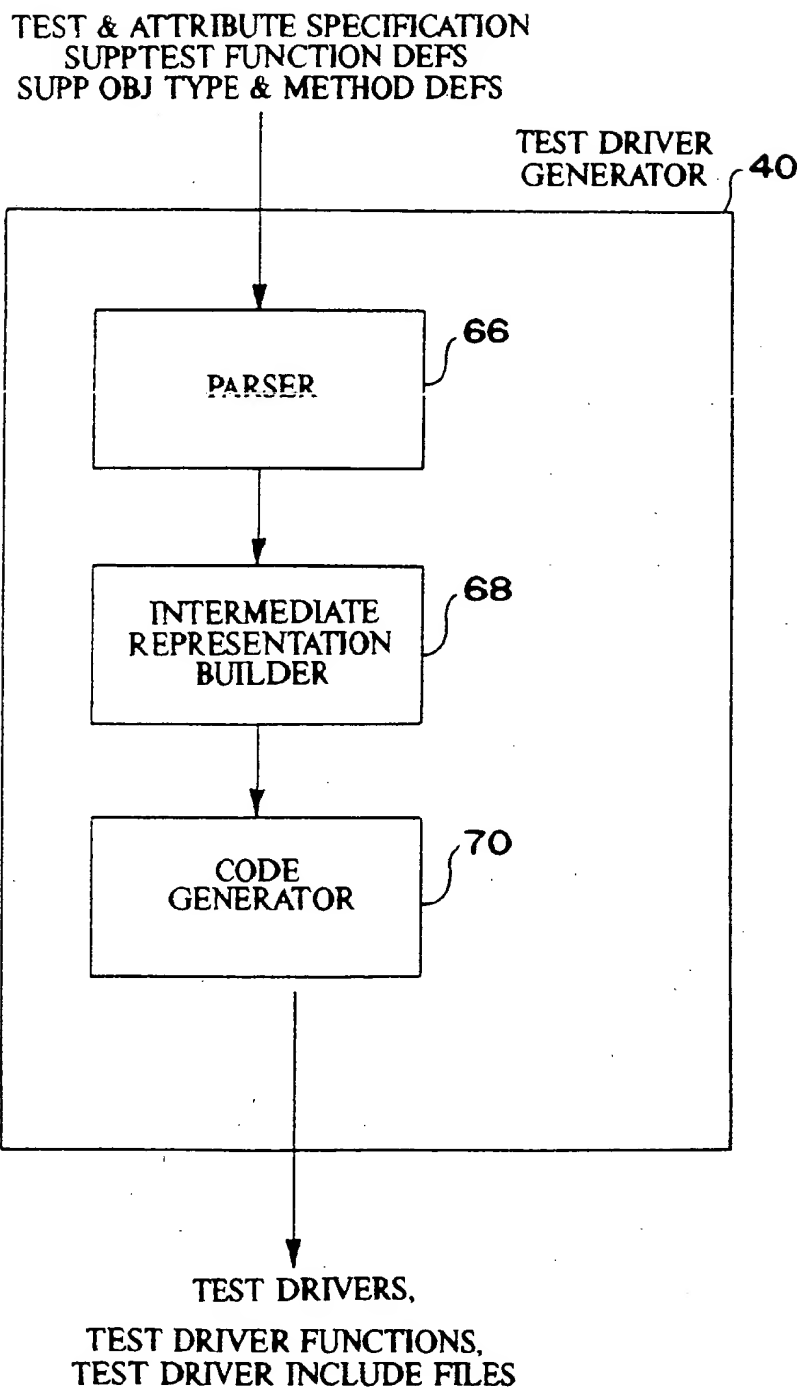 TEST & ATTRIBUTE SPECIFICATION
SUPPTEST FUNCTION DEFS
SUPP OBJ TYPE & METHOD DEFS
TEST DRIVER
GENERATOR
40
PARSER
66
INTERMEDIATE
REPRESENTATION
BUILDER
68
CODE
GENERATOR
70
TEST DRIVERS,
TEST DRIVER FUNCTIONS,
TEST DRIVER INCLUDE FILES